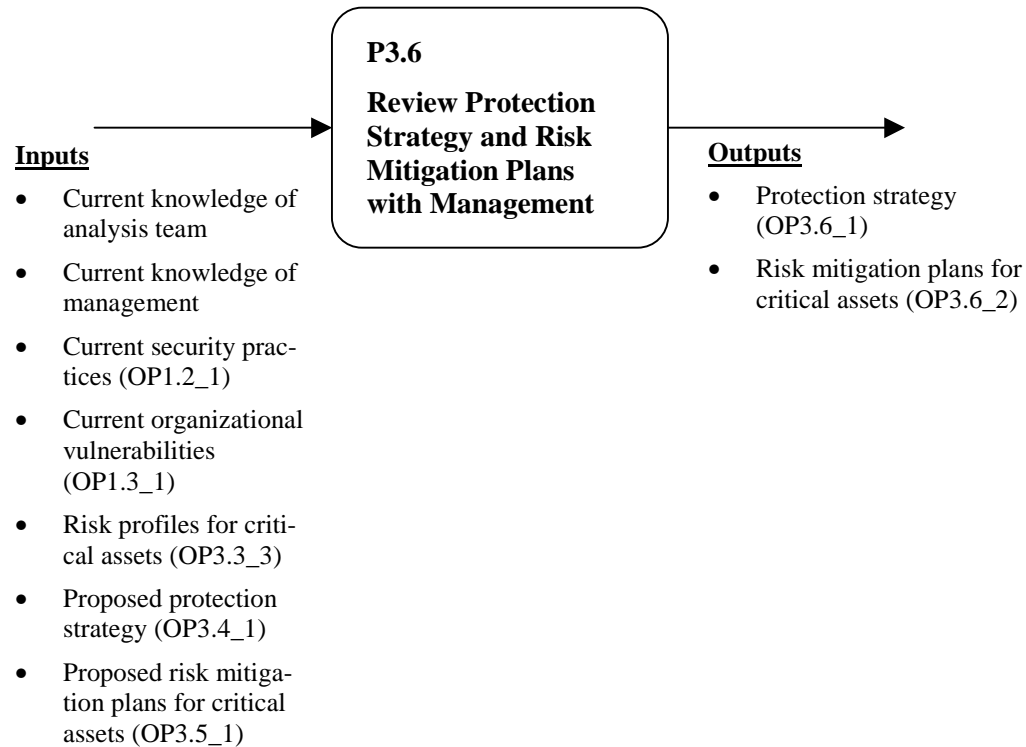 P3.6
Review Protection
Strategy and Risk
Mitigation Plans
with Management
Inputs
• Current knowledge of
analysis team
• Current knowledge of
management
• Current security prac-
tices (OP1.2_1)
• Current organizational
vulnerabilities
(OP1.3_1)
• Risk profiles for criti-
cal assets (OP3.3_3)
• Proposed protection
strategy (OP3.4_1)
• Proposed risk mitiga-
tion plans for critical
assets (OP3.5_1)
Outputs
• Protection strategy
(OP3.6_1)
• Risk mitigation plans for
critical assets (OP3.6_2)